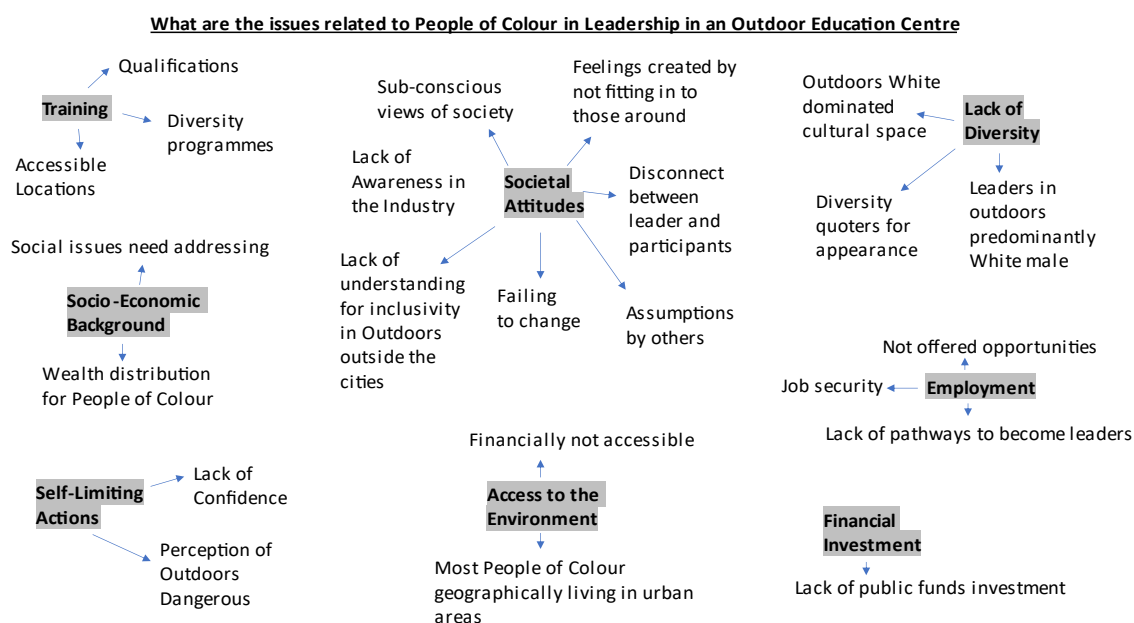 What are the issues related to People of Colour in Leadership in an Outdoor Education Centre
Training
Qualifications
Diversity
programmes
Accessible
Locations
Societal
Attitudes
Sub-conscious
views of society
Feelings created by
not fitting in to
those around
Lack of
Awareness in
the Industry
Disconnect
between
leader and
participants
Lack of
understanding
for inclusivity
in Outdoors
outside the
cities
Failing
to change
Assumptions
by others
Lack of
Diversity
Outdoors White
dominated
cultural space
Diversity
quoters for
appearance
Leaders in
outdoors
predominantly
White male
Socio-Economic
Background
Social issues need addressing
Wealth distribution
for People of Colour
Employment
Not offered opportunities
Job security
Lack of pathways to become leaders
Self-Limiting
Actions
Lack of
Confidence
Perception of
Outdoors
Dangerous
Access to the
Environment
Financially not accessible
Most People of Colour
geographically living in urban
areas
Financial
Investment
Lack of public funds investment